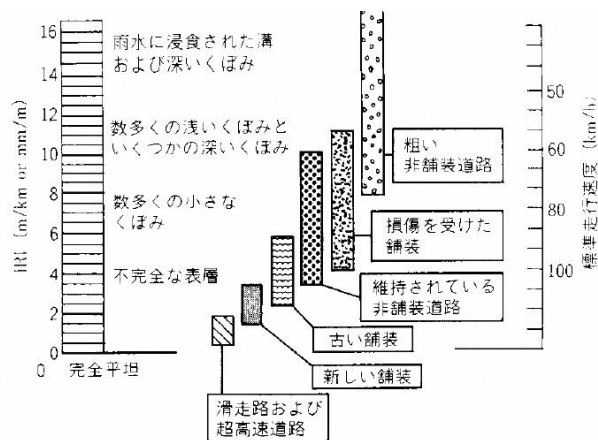 IRI (m/km or mm/m)
16
14
12
10
8
6
4
2
0
0
完全平坦
雨水に浸食された溝
および深いくぼみ
数多くの浅いくぼみと
いくつかの深いくぼみ
数多くの小さな
くぼみ
不完全な表層
粗い
非舗装道路
損傷を受けた
舗装
維持されている
非舗装道路
古い舗装
新しい舗装
滑走路および
超高速道路
50
60
80
100
標準走行速度 (km/h)